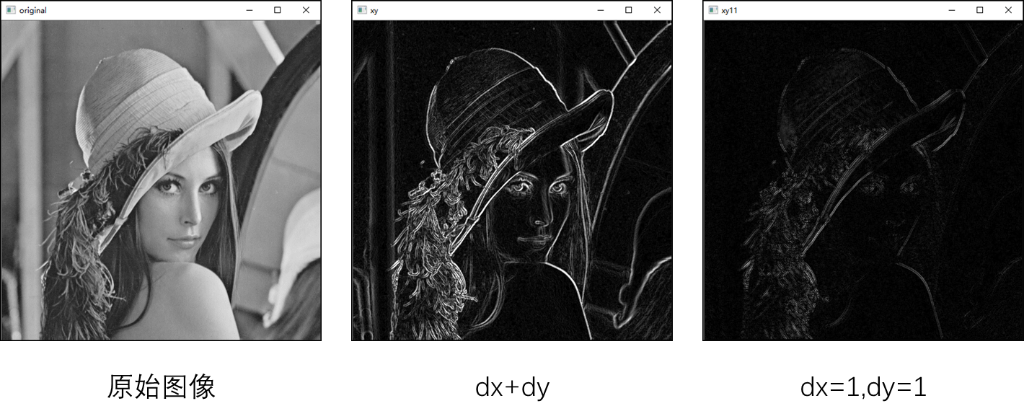 original
xy
xy11
原始图像
dx+dy
dx=1,dy=1